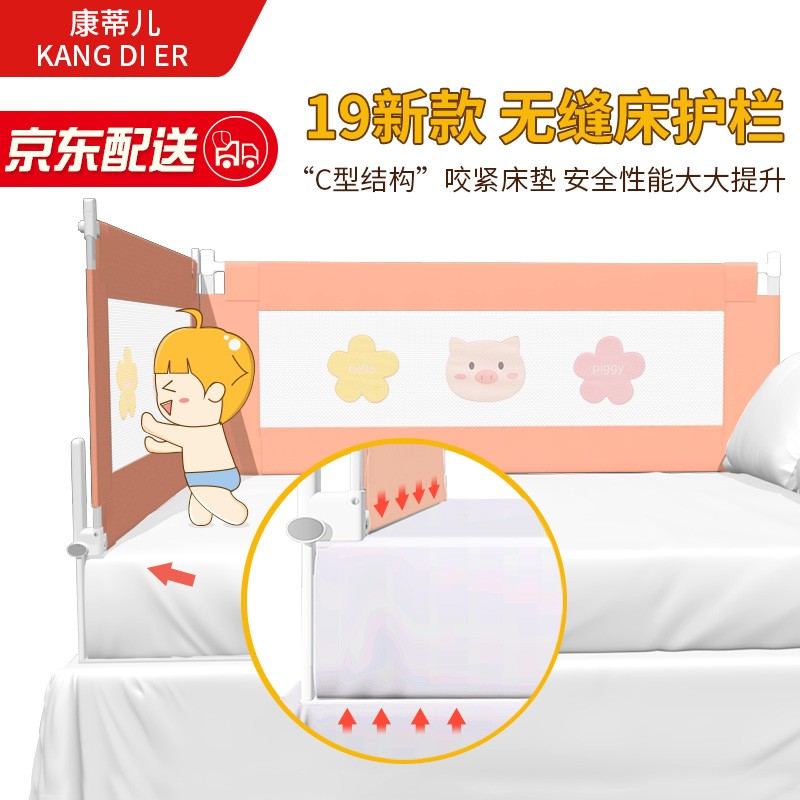 康蒂儿
KANG DI ER
京东配送
19新款 无缝床护栏
“C型结构”咬紧床垫 安全性能大大提升
hello
piggy